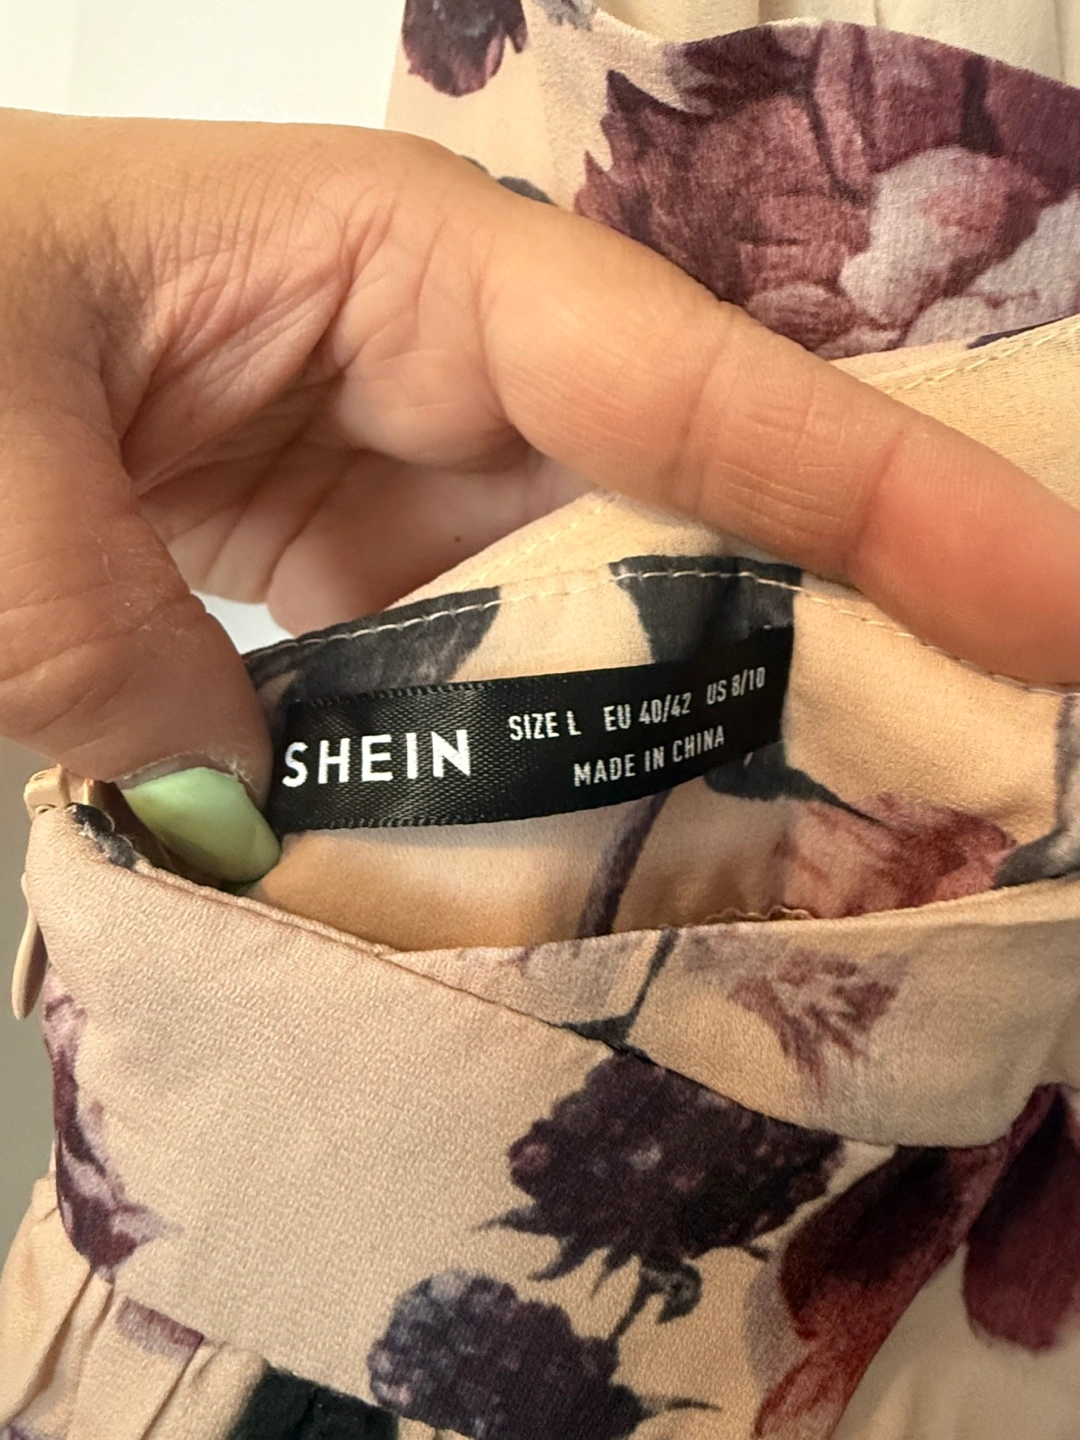 SHEIN
SIZE L EU 40/42 US 8/10
MADE IN CHINA